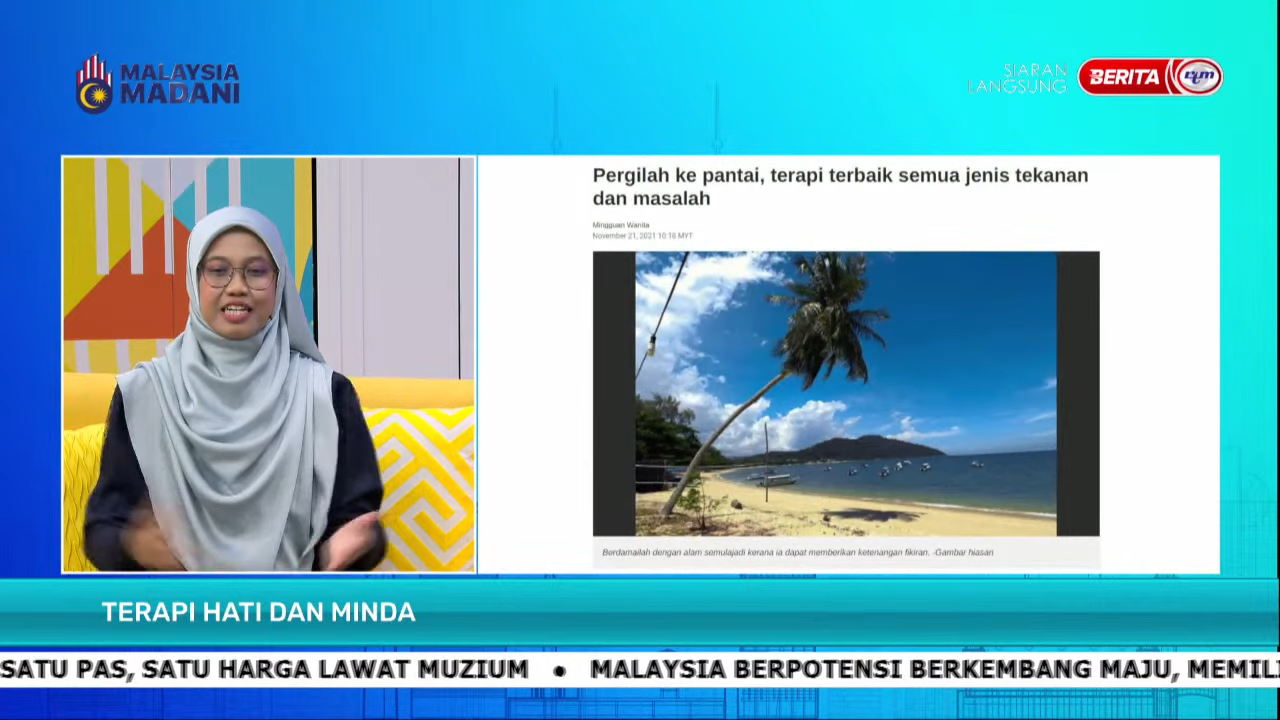 MALAYSIA
MADANI
SIARAN
LANGSUNG
BERITA
Pergilah ke pantai, terapi terbaik semua jenis tekanan
dan masalah
Mingguan Wanita
November 21, 2021 10:18 MYT
Berdamailah dengan alam semulajadi kerana ia dapat memberikan ketenangan fikiran. -Gambar hiasan
TERAPI HATI DAN MINDA
SATU PAS, SATU HARGA LAWAT MUZIUM • MALAYSIA BERPOTENSI BERKEMBANG MAJU, MEMILI